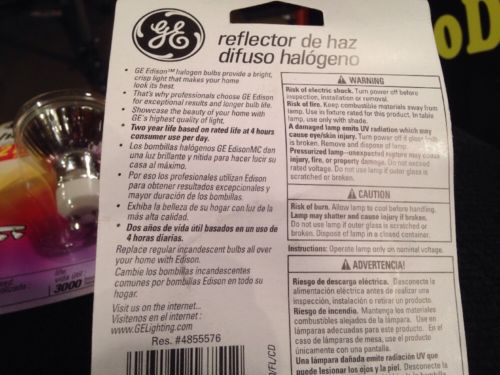 GE
reflector de haz
difuso halógeno
• GE Edison™ halogen bulbs provide a bright,
crisp light that makes your home
look its best.
• That's why professionals choose GE Edison
for exceptional results and longer bulb life.
• Showcase the beauty of your home with
GE's highest quality of light.
• Two year life based on rated life at 4 hours
consumer use per day.
• Los bombillas halógenos GE EdisonMC dan
una luz brillante y nítida para hacer lucir su
casa al máximo.
• Por eso los profesionales utilizan Edison
para obtener resultados excepcionales y
mayor duración de los bombillas.
• Exhiba la belleza de su hogar con luz de la
más alta calidad.
• Dos años de vida útil basados en un uso de
4 horas diarias.
Replace regular incandescent bulbs all over
your home with Edison.
Cambie los bombillas incandescentes
comunes por bombillas Edison en todo su
hogar.
Visit us on the internet...
Visítenos en el internet:
www.GELighting.com
Res. #4855576
WARNING
Risk of electric shock. Turn power off before
inspection, installation or removal.
Risk of fire. Keep combustible materials away from
lamp. Use in fixture rated for this product. In table
lamp, use only with shade.
A damaged lamp emits UV radiation which may
cause eye/skin injury. Turn power off if glass bulb
is broken. Remove and dispose of lamp.
Pressurized lamp–unexpected rupture may cause
injury, fire, or property damage. Do not exceed
rated voltage. Do not use lamp if outer glass is
scratched or broken.
CAUTION
Risk of burn. Allow lamp to cool before handling.
Lamp may shatter and cause injury if broken.
Do not use lamp if outer glass is scratched or
broken. Dispose of lamp in a closed container.
Instructions: Operate lamp only on nominal voltage.
ADVERTENCIA!
Riesgo de descarga eléctrica. Desconecte la
alimentación eléctrica antes de realizar una
inspección, instalación o retirar un producto.
Riesgo de incendio. Mantenga los materiales
combustibles alejados de la lámpara. Use en
lámparas adecuadas para este producto. En el
caso de lámparas de mesa, use el producto
únicamente con una pantalla.
Una lámpara dañada emite radiación UV que
puede lesionar los ojos y la piel. Desconecte
3000